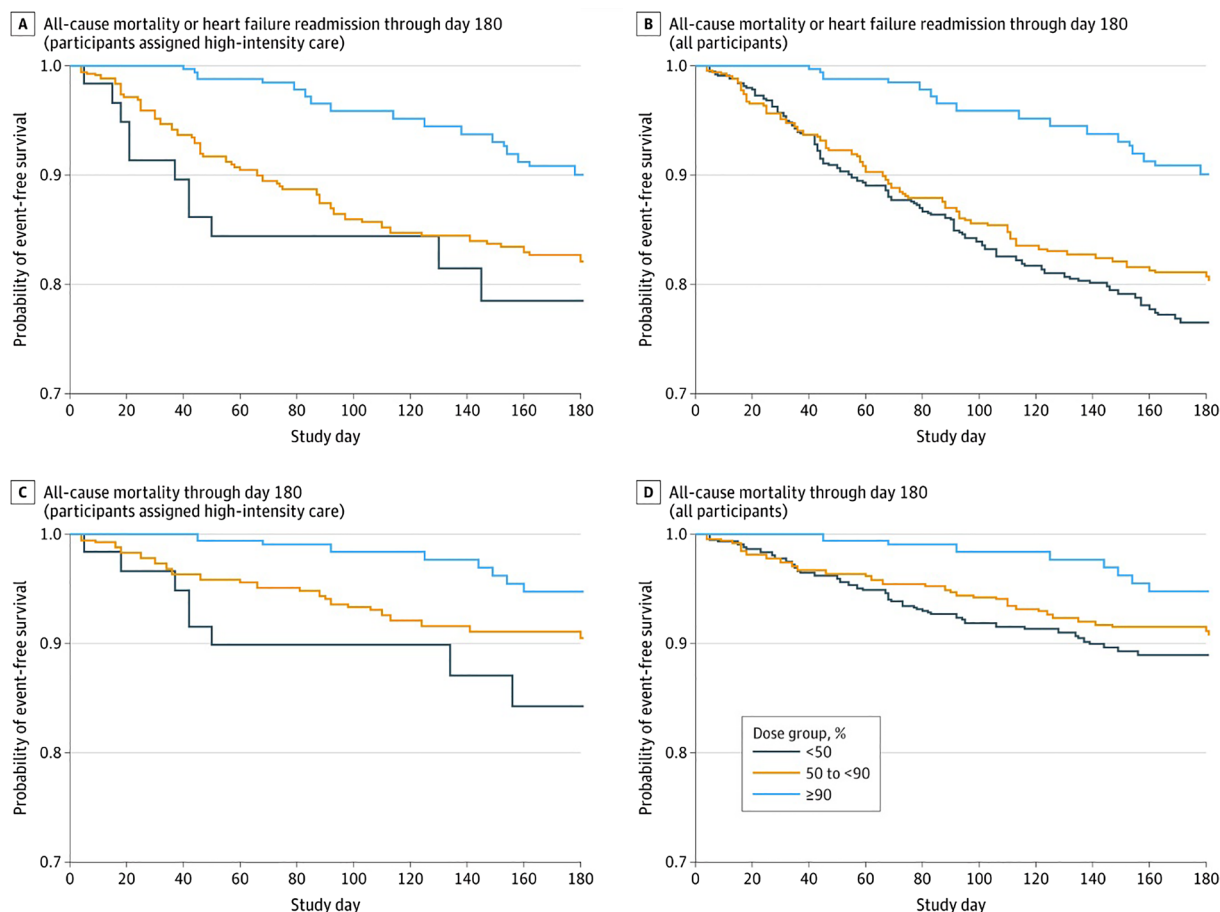 A All-cause mortality or heart failure readmission through day 180
(participants assigned high-intensity care)
1.0
0.9
0.8
0.7
Probability of event-free survival
0 20 40 60 80 100 120 140 160 180
Study day
B All-cause mortality or heart failure readmission through day 180
(all participants)
1.0
0.9
0.8
0.7
Probability of event-free survival
0 20 40 60 80 100 120 140 160 180
Study day
C All-cause mortality through day 180
(participants assigned high-intensity care)
1.0
0.9
0.8
0.7
Probability of event-free survival
0 20 40 60 80 100 120 140 160 180
Study day
D All-cause mortality through day 180
(all participants)
1.0
0.9
0.8
0.7
Probability of event-free survival
Dose group, %
<50
50 to <90
≥90
0 20 40 60 80 100 120 140 160 180
Study day